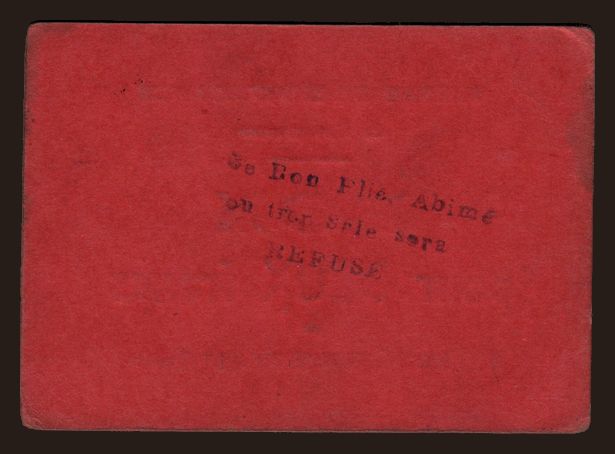 Ce Bon Plié, Abimé
ou trop Sale sera
REFUSÉ